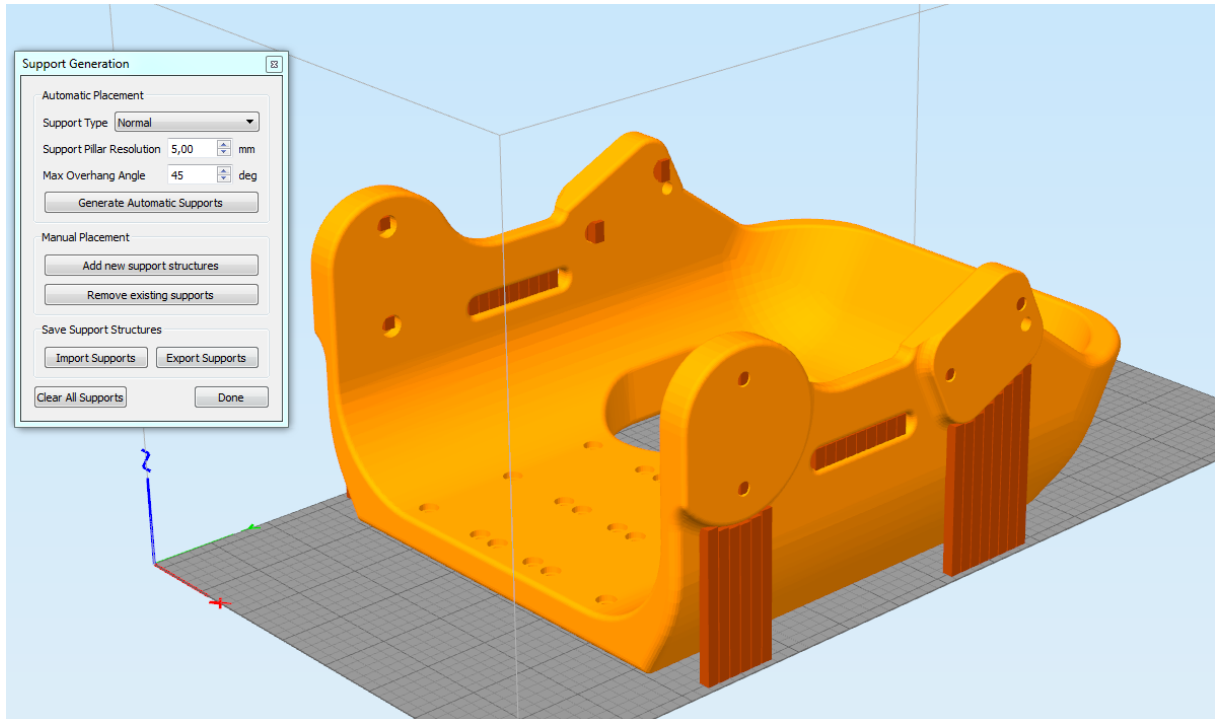 Support Generation
Automatic Placement
Support Type Normal
Support Pillar Resolution 5,00 mm
Max Overhang Angle 45 deg
Generate Automatic Supports
Manual Placement
Add new support structures
Remove existing supports
Save Support Structures
Import Supports Export Supports
Clear All Supports Done